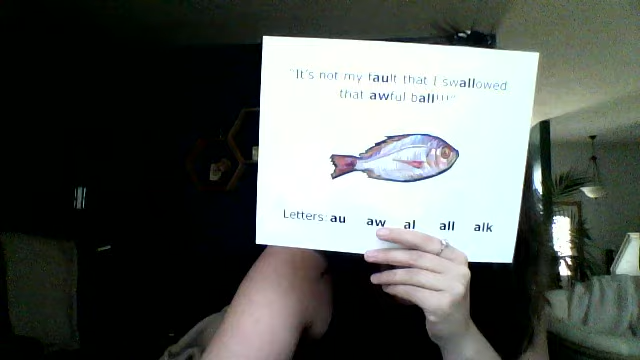 "It's not my fault that I swallowed
that awful ball!!!"
Letters: au aw al all alk